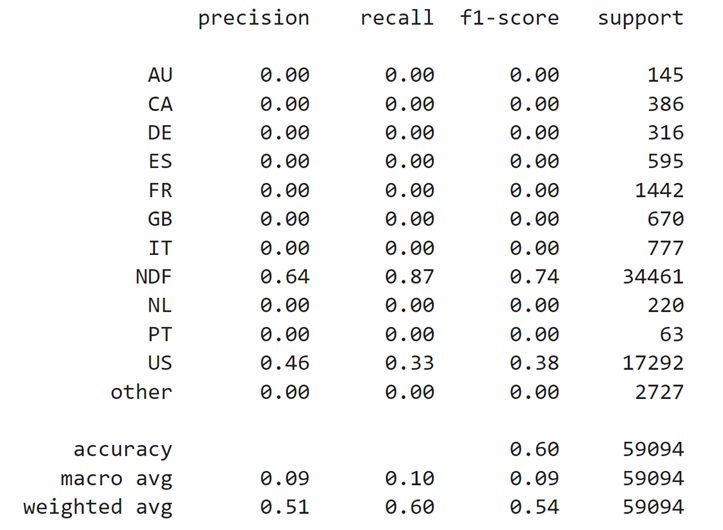 precision recall f1-score support
AU 0.00 0.00 0.00 145
CA 0.00 0.00 0.00 386
DE 0.00 0.00 0.00 316
ES 0.00 0.00 0.00 595
FR 0.00 0.00 0.00 1442
GB 0.00 0.00 0.00 670
IT 0.00 0.00 0.00 777
NDF 0.64 0.87 0.74 34461
NL 0.00 0.00 0.00 220
PT 0.00 0.00 0.00 63
US 0.46 0.33 0.38 17292
other 0.00 0.00 0.00 2727
accuracy 0.60 59094
macro avg 0.09 0.10 0.09 59094
weighted avg 0.51 0.60 0.54 59094